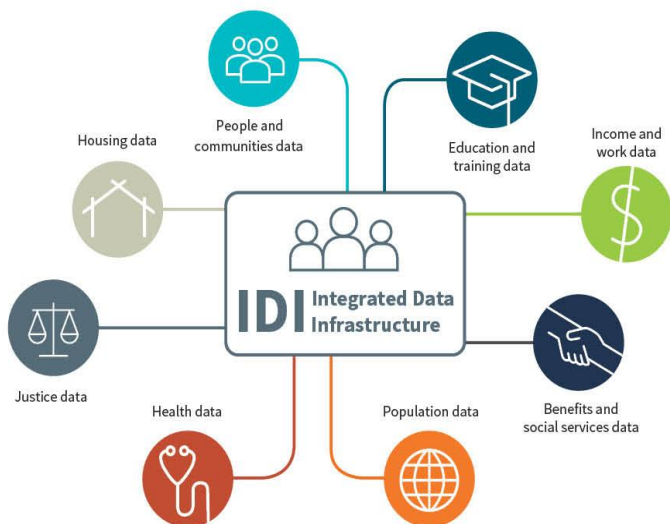 People and
communities data
Education and
training data
Income and
work data
Housing data
IDI Integrated Data
Infrastructure
Justice data
Benefits and
social services data
Health data
Population data